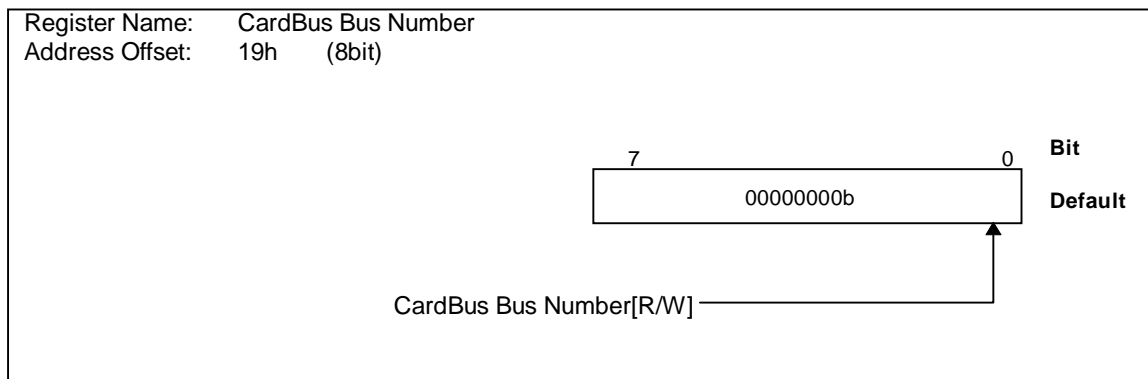 Register Name: CardBus Bus Number
Address Offset: 19h (8bit)
7 0 Bit
00000000b Default
CardBus Bus Number[R/W]